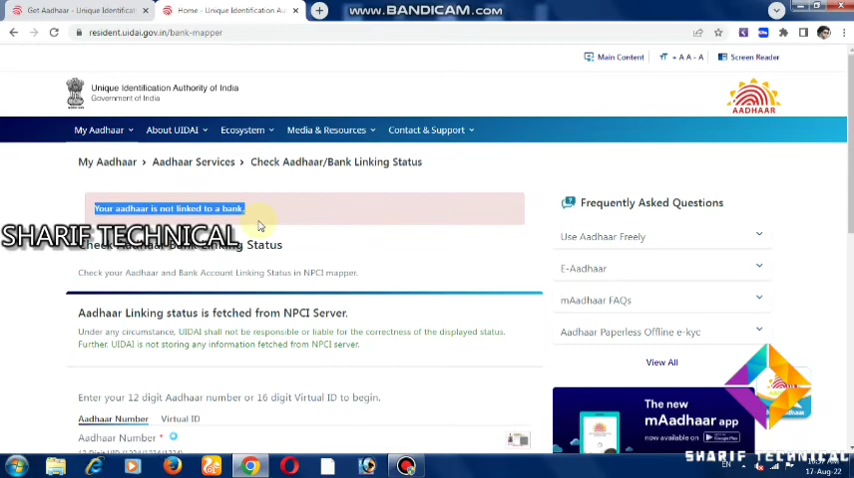 Get Aadhaar - Unique Identificati
Home - Unique Identification Au
WWW.BANDICAM.COM
resident.uidai.gov.in/bank-mapper
Main Content
A A- A
Screen Reader
Unique Identification Authority of India
Government of India
AADHAAR
My Aadhaar
About UIDAI
Ecosystem
Media & Resources
Contact & Support
My Aadhaar > Aadhaar Services > Check Aadhaar/Bank Linking Status
Your aadhaar is not linked to a bank.
SHARIF TECHNICAL
Check Aadhaar/Bank Linking Status
Check your Aadhaar and Bank Account Linking Status in NPCI mapper.
Aadhaar Linking status is fetched from NPCI Server.
Under any circumstance, UIDAI shall not be responsible or liable for the correctness of the displayed status.
Further, UIDAI is not storing any information fetched from NPCI server.
Enter your 12 digit Aadhaar number or 16 digit Virtual ID to begin.
Aadhaar Number
Virtual ID
Aadhaar Number *
Frequently Asked Questions
Use Aadhaar Freely
E-Aadhaar
mAadhaar FAQs
Aadhaar Paperless Offline e-kyc
View All
The new
mAadhaar app
now available on
Google Play
SHARIF TECHNICAL
EN
17-Aug-22